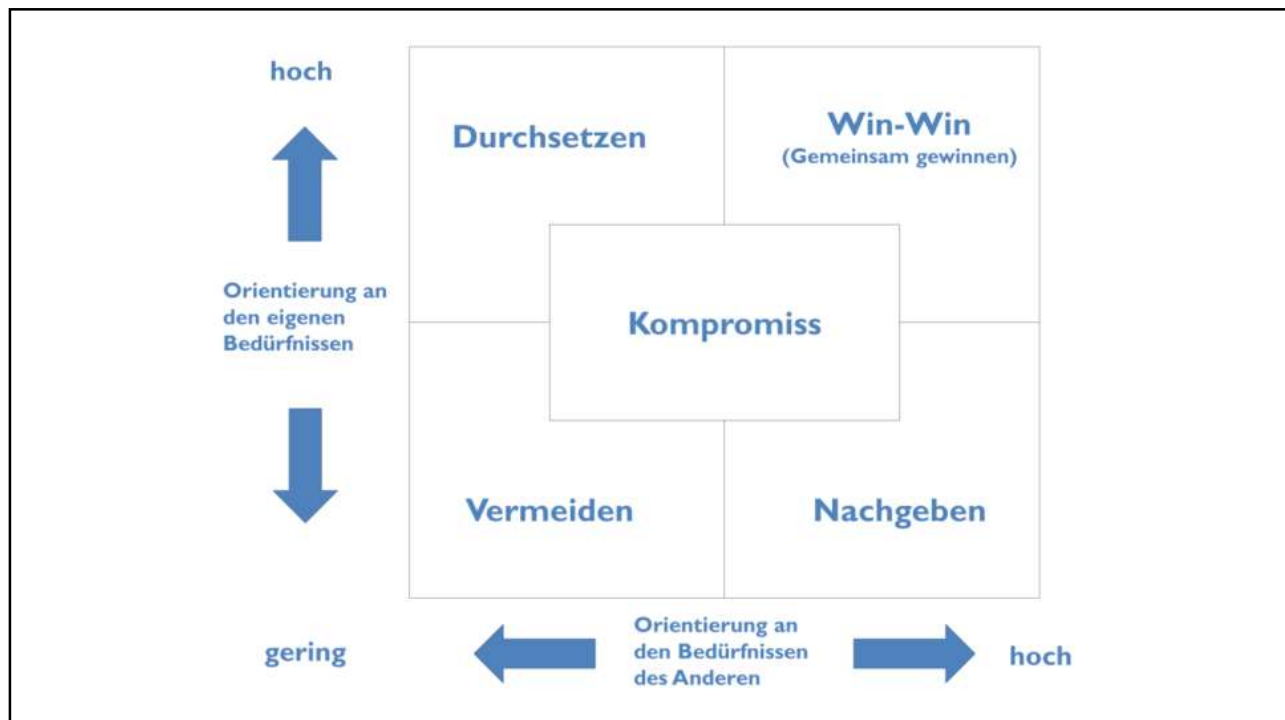 hoch
Durchsetzen
Win-Win
(Gemeinsam gewinnen)
Orientierung an
den eigenen
Bedürfnissen
Kompromiss
Vermeiden
Nachgeben
gering
Orientierung an
den Bedürfnissen
des Anderen
hoch